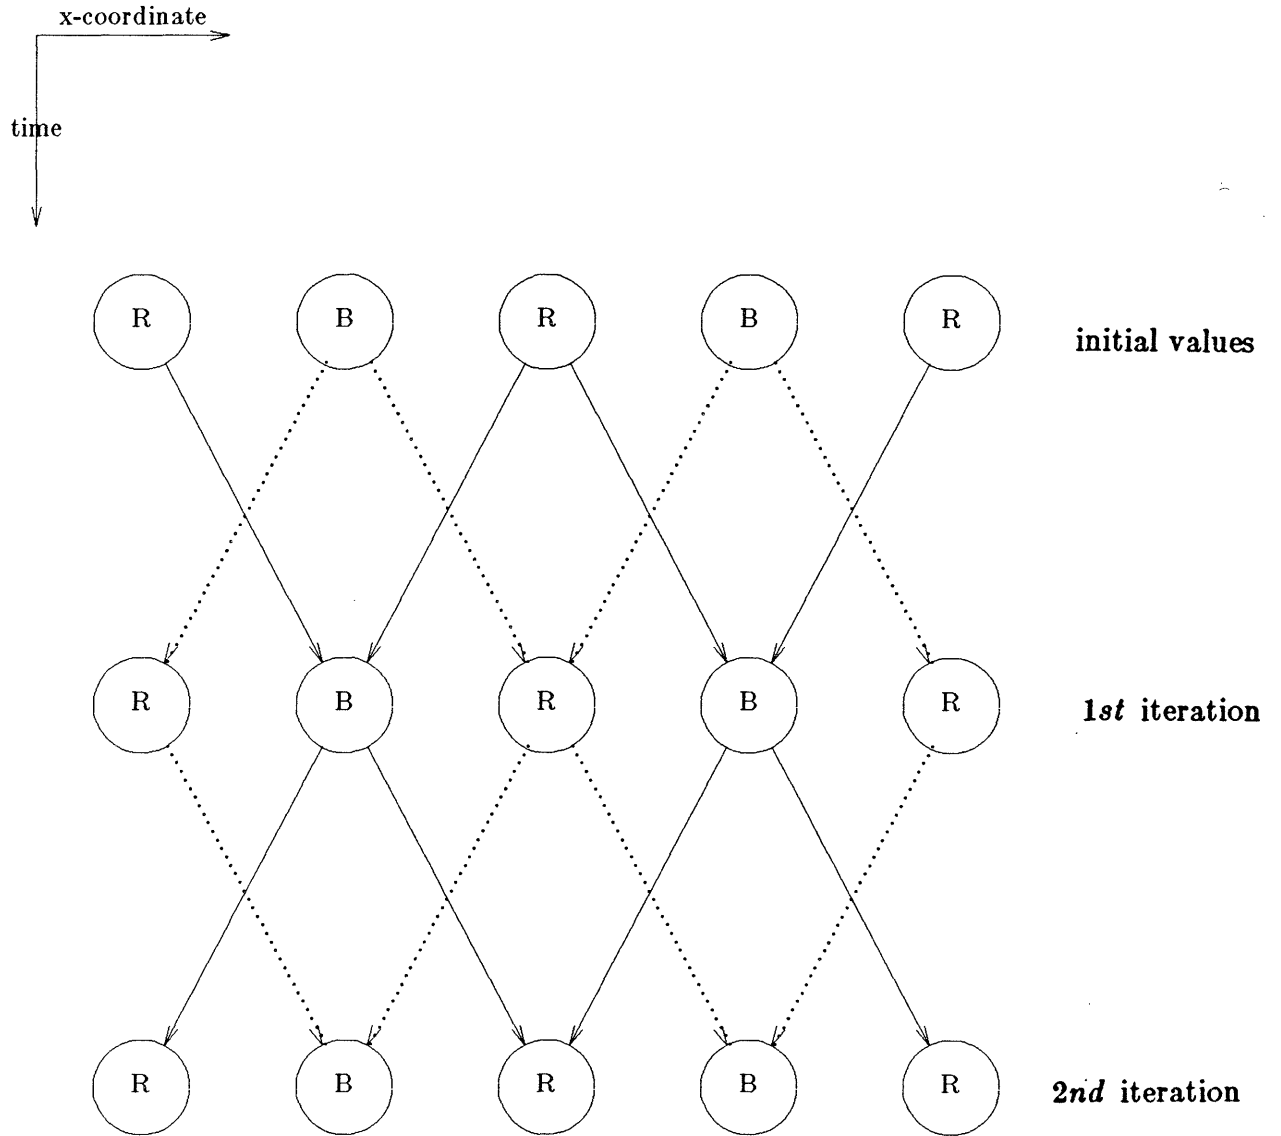 x-coordinate
time
R B R B R
initial values
R B R B R
1st iteration
R B R B R
2nd iteration